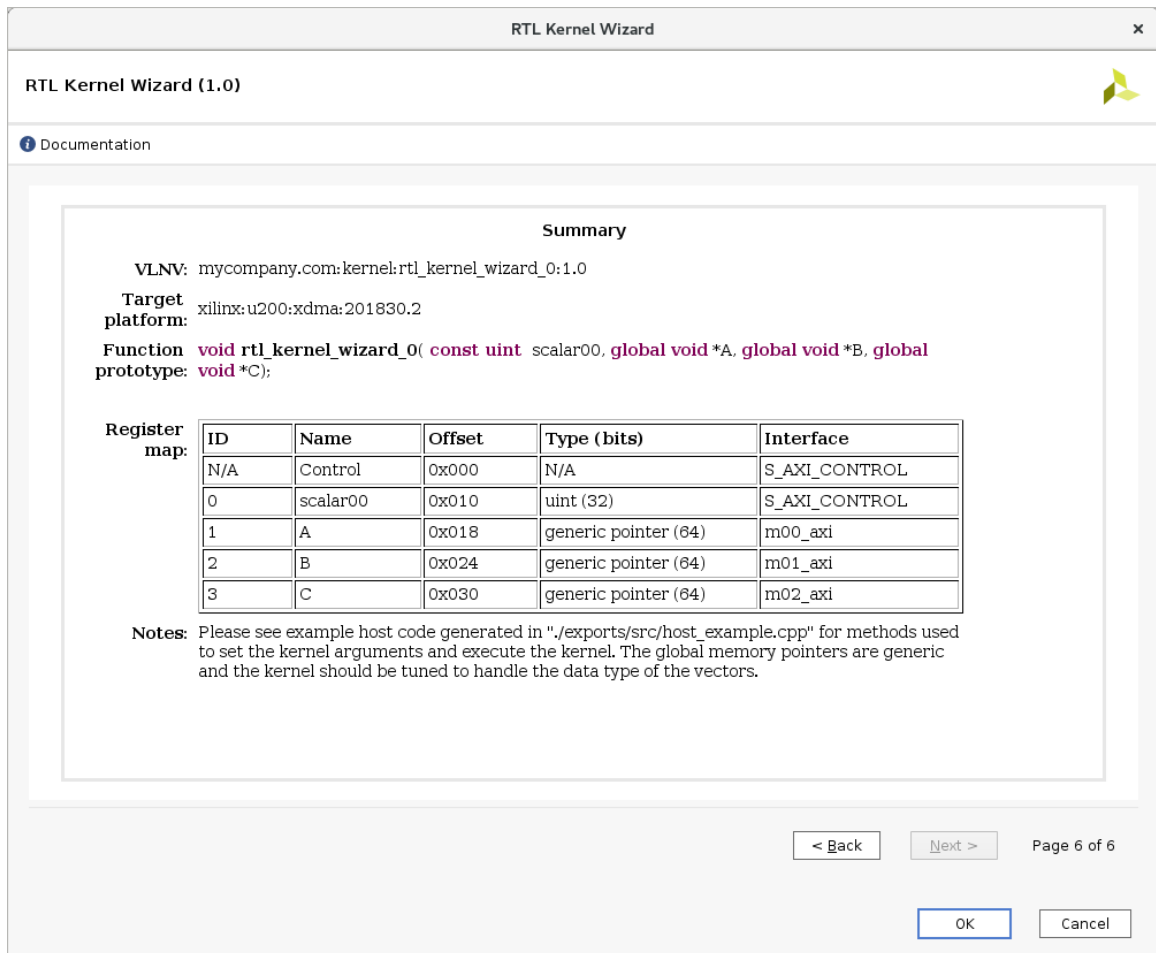 RTL Kernel Wizard
×
RTL Kernel Wizard (1.0)
i Documentation
Summary
VLNV: mycompany.com:kernel:rtl_kernel_wizard_0:1.0
Target
platform: xilinx:u200:xdma:201830.2
Function void rtl_kernel_wizard_0( const uint scalar00, global void *A, global void *B, global
prototype: void *C);
Register
map:
ID Name Offset Type (bits) Interface
N/A Control 0x000 N/A S_AXI_CONTROL
0 scalar00 0x010 uint (32) S_AXI_CONTROL
1 A 0x018 generic pointer (64) m00_axi
2 B 0x024 generic pointer (64) m01_axi
3 C 0x030 generic pointer (64) m02_axi
Notes: Please see example host code generated in "./exports/src/host_example.cpp" for methods used
to set the kernel arguments and execute the kernel. The global memory pointers are generic
and the kernel should be tuned to handle the data type of the vectors.
< Back Next > Page 6 of 6
OK Cancel